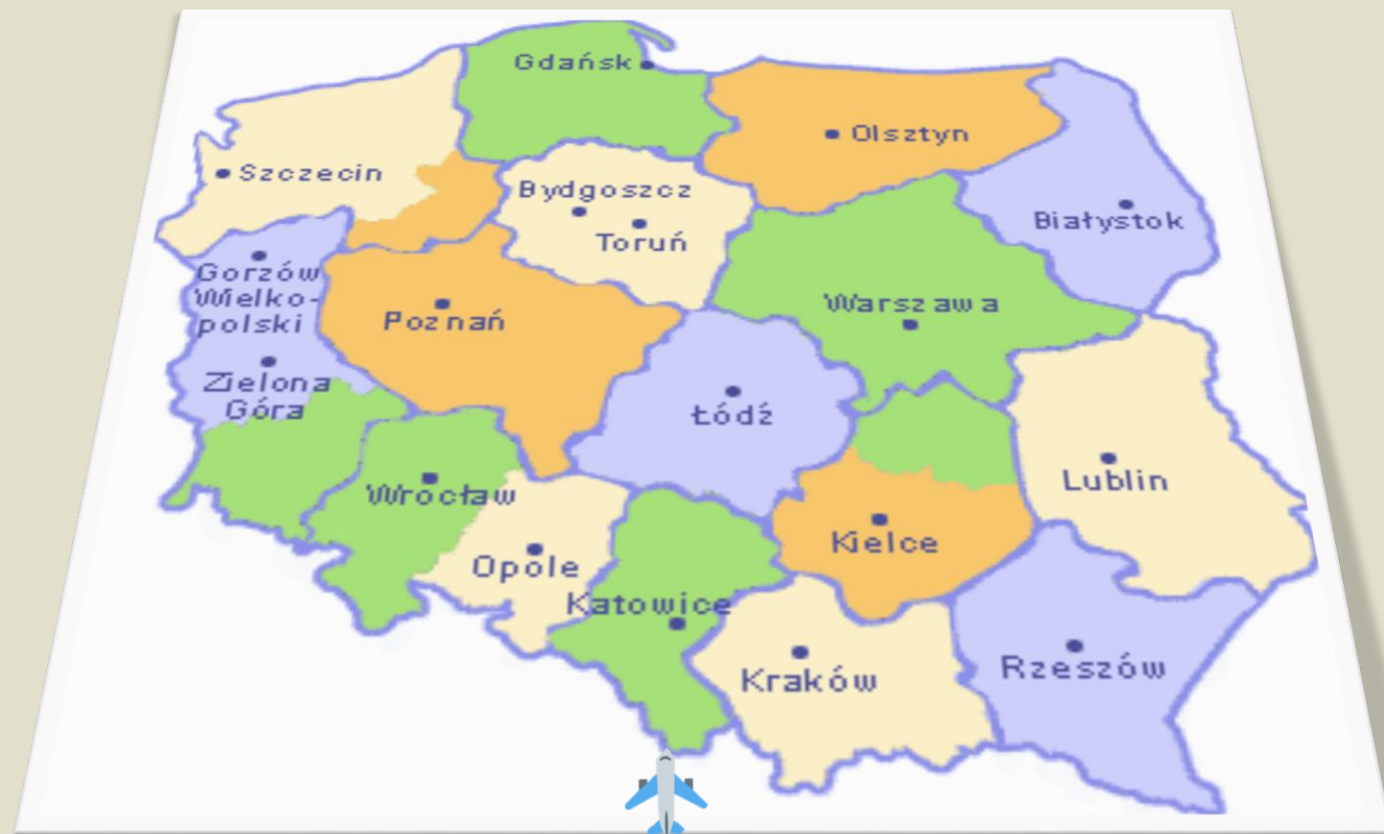 Gdańsk
Olsztyn
Szczecin
Bydgoszcz
Toruń
Białystok
Gorzów
Wielko-
polski
Poznań
Warszawa
Zielona
Góra
Łódź
Wrocław
Lublin
Opole
Kielce
Katowice
Kraków
Rzeszów